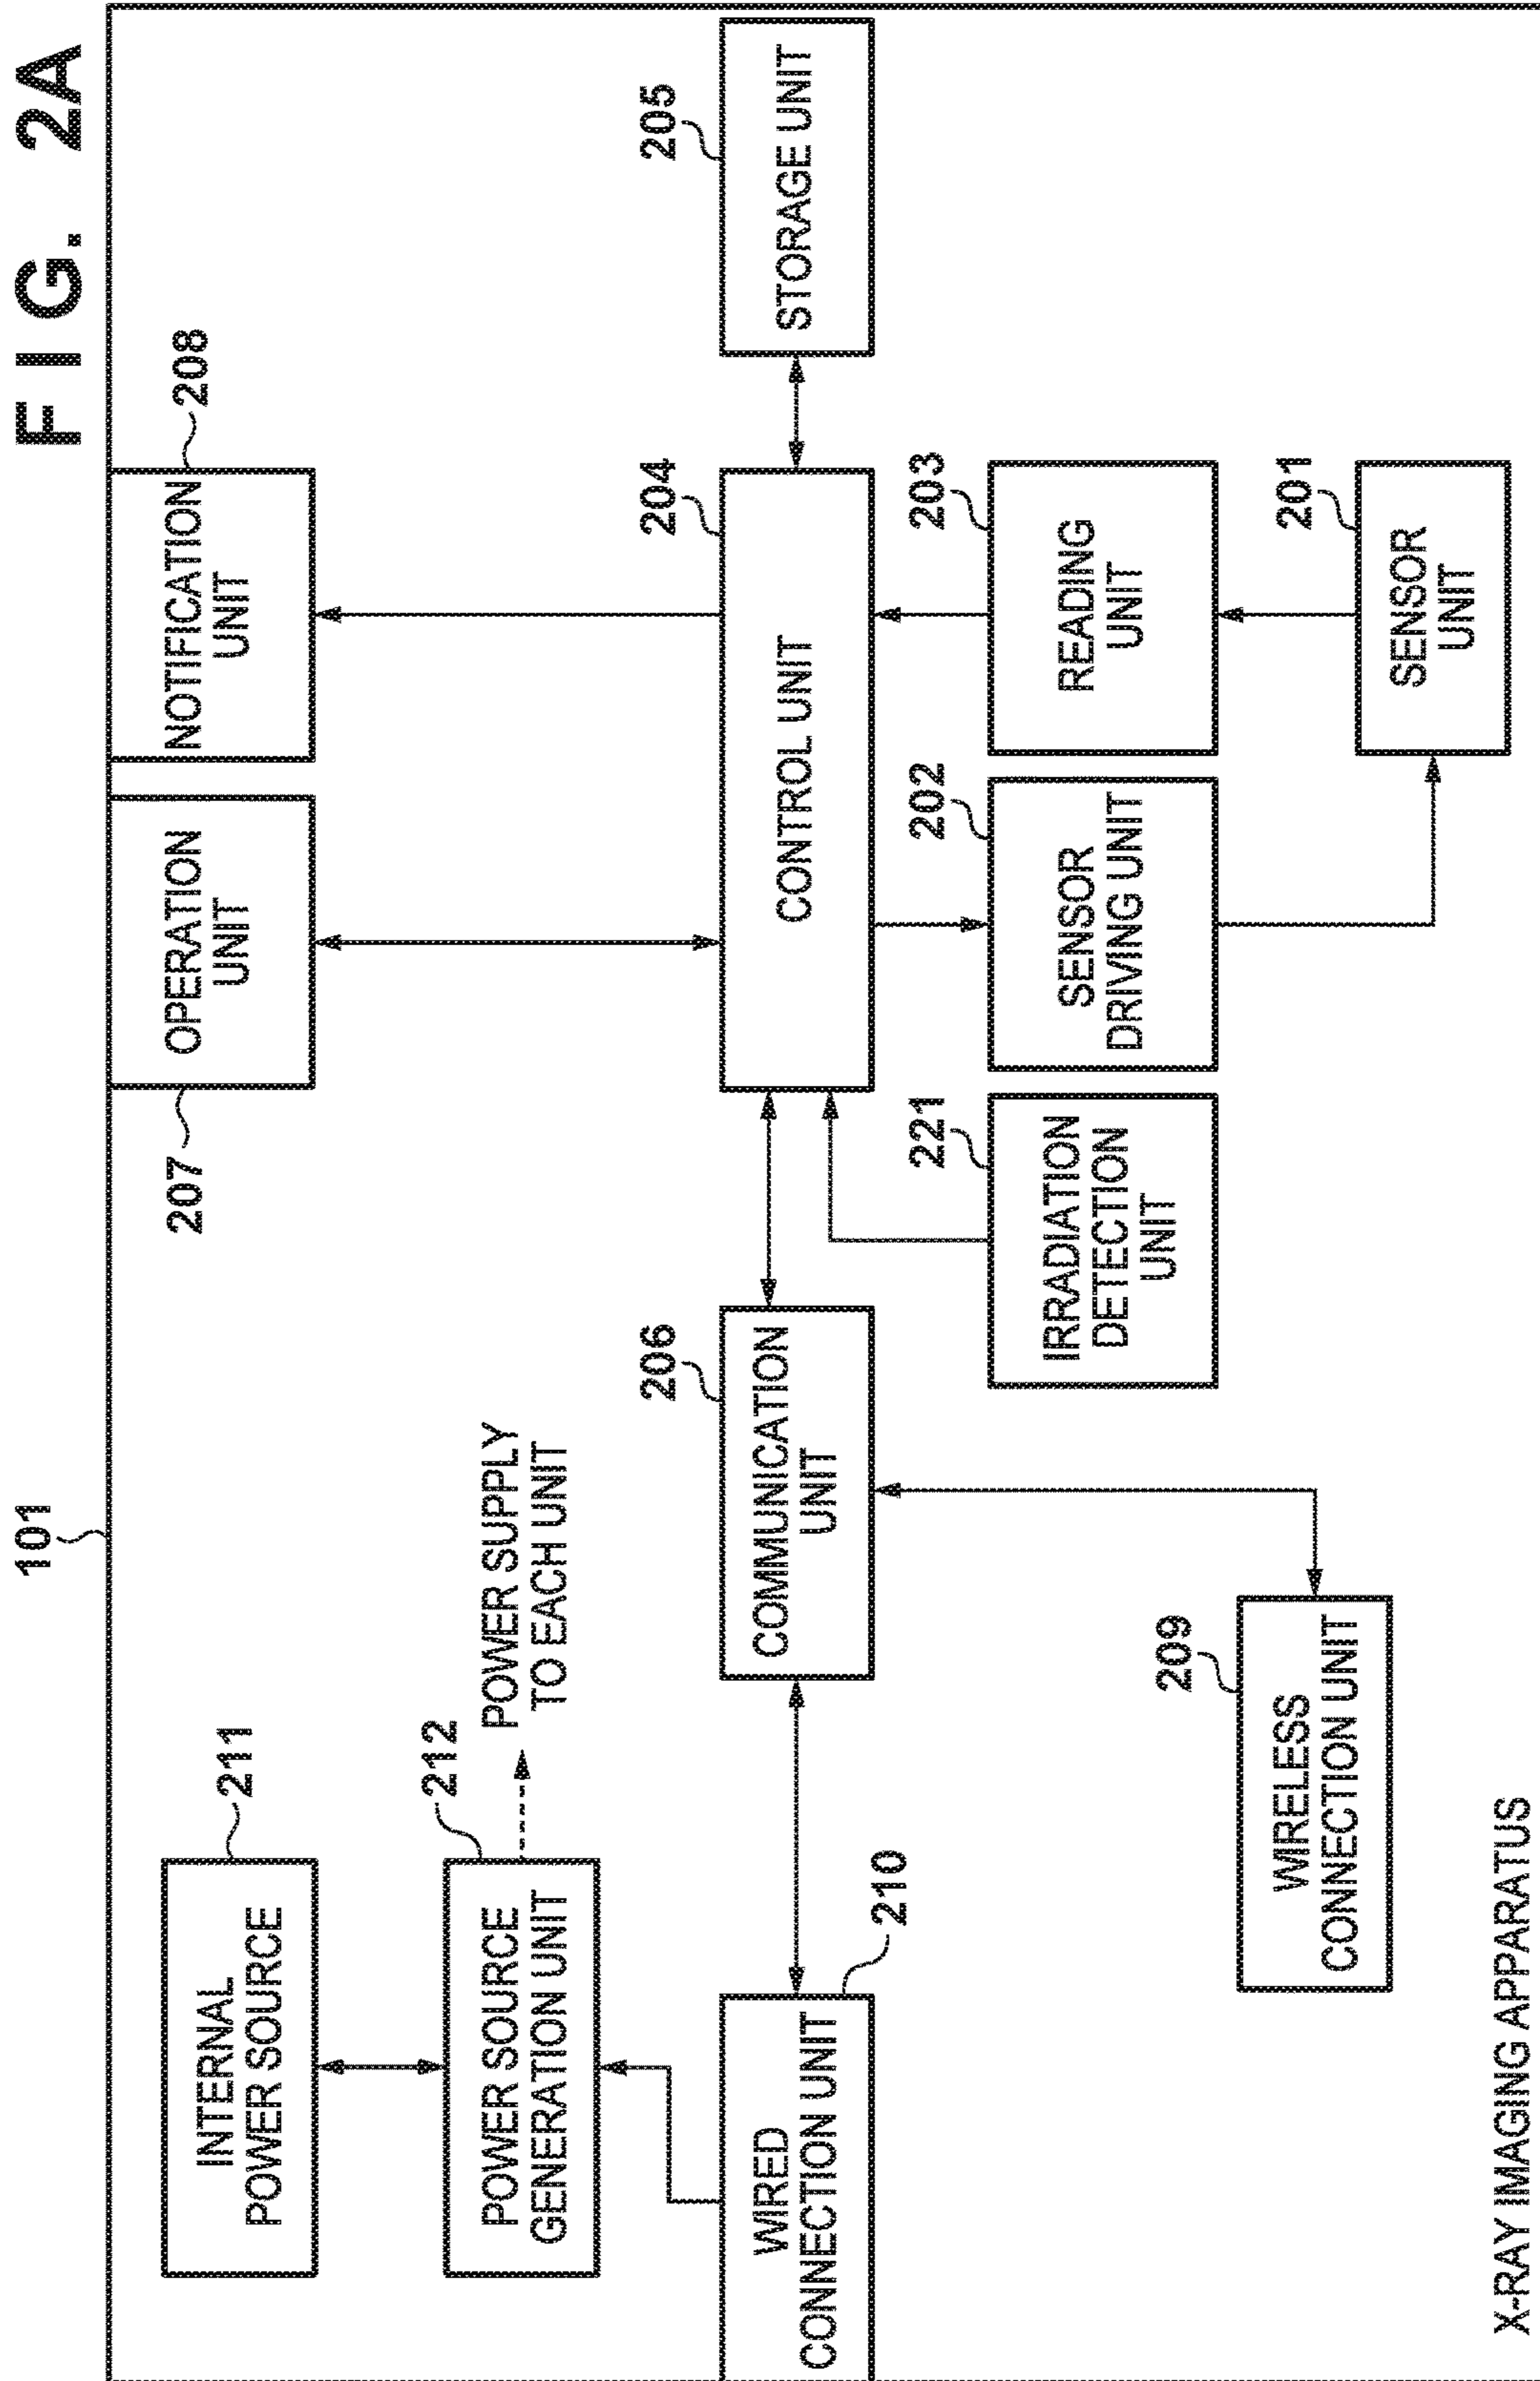 FIG. 2A
101
211
INTERNAL
POWER SOURCE
207
OPERATION
UNIT
NOTIFICATION
UNIT
208
212
POWER SOURCE
GENERATION UNIT
POWER SUPPLY
TO EACH UNIT
WIRED
CONNECTION UNIT
210
206
COMMUNICATION
UNIT
204
CONTROL UNIT
205
STORAGE UNIT
221
IRRADIATION
DETECTION
UNIT
202
SENSOR
DRIVING UNIT
203
READING
UNIT
209
WIRELESS
CONNECTION UNIT
201
SENSOR
UNIT
X-RAY IMAGING APPARATUS